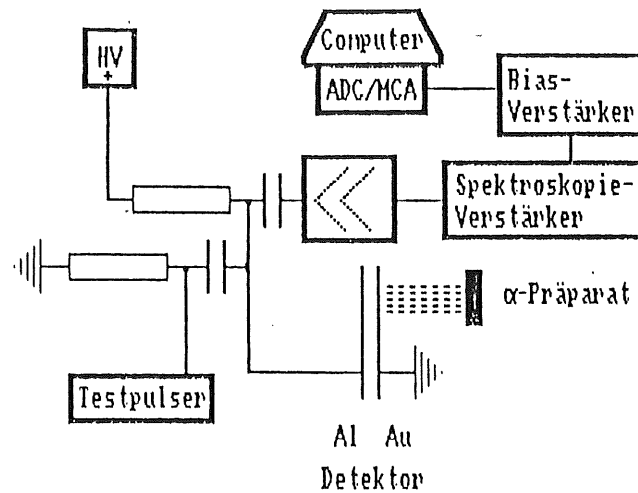 HV
+
Computer
ADC/MCA
Bias-
Verstärker
Spektroskopie-
Verstärker
α-Präparat
Testpulser
Al Au
Detektor